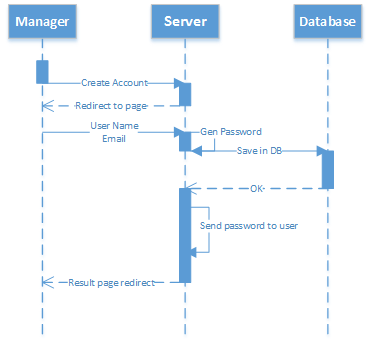 Manager
Server
Database
Create Account
Redirect to page
User Name
Email
Gen Password
Save in DB
OK
Send password to user
Result page redirect